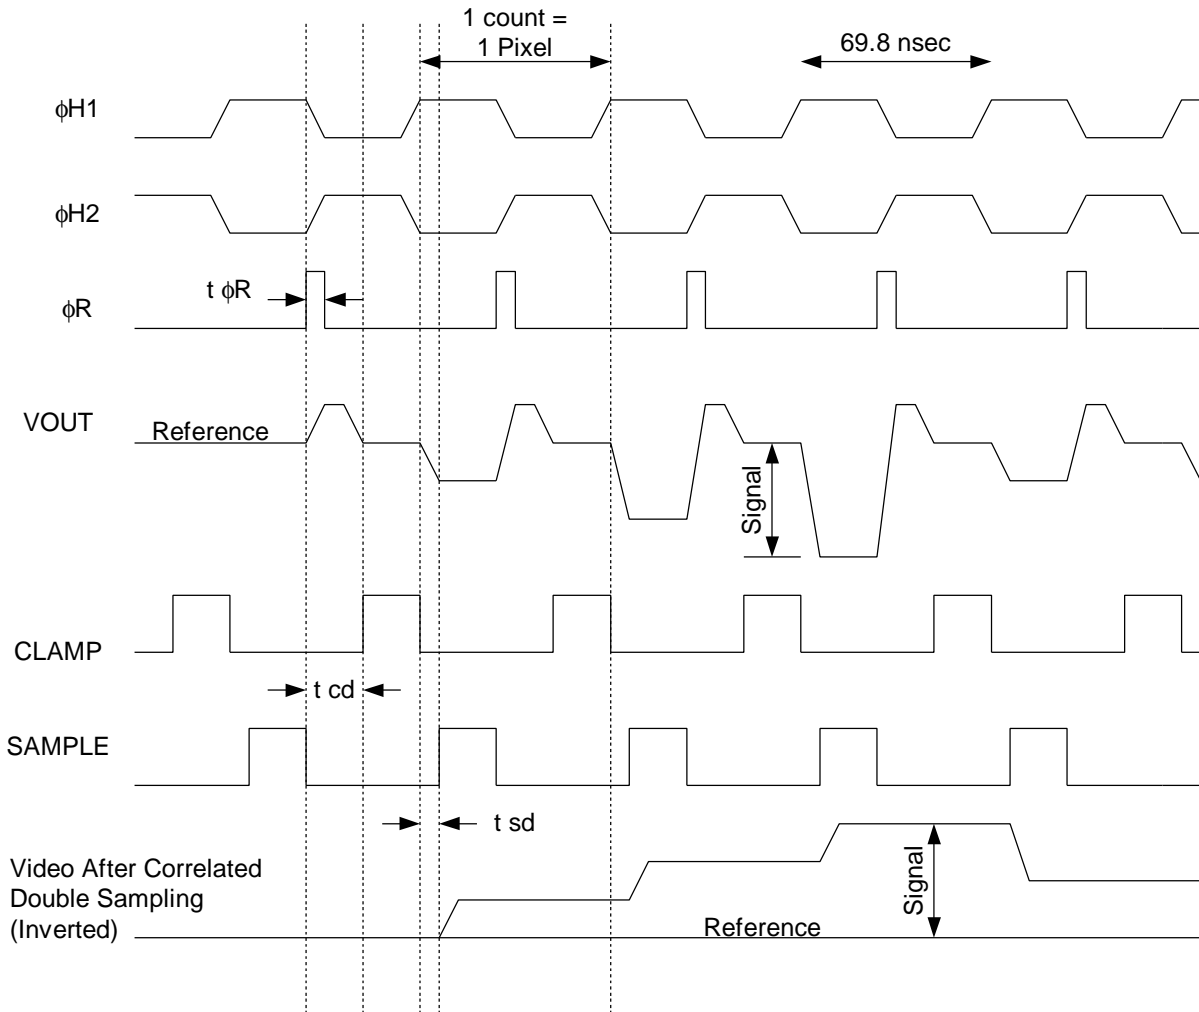 1 count =
1 Pixel
69.8 nsec
ϕH1
ϕH2
t ϕR
ϕR
VOUT
Reference
Signal
CLAMP
t cd
SAMPLE
t sd
Video After Correlated
Double Sampling
(Inverted)
Signal
Reference